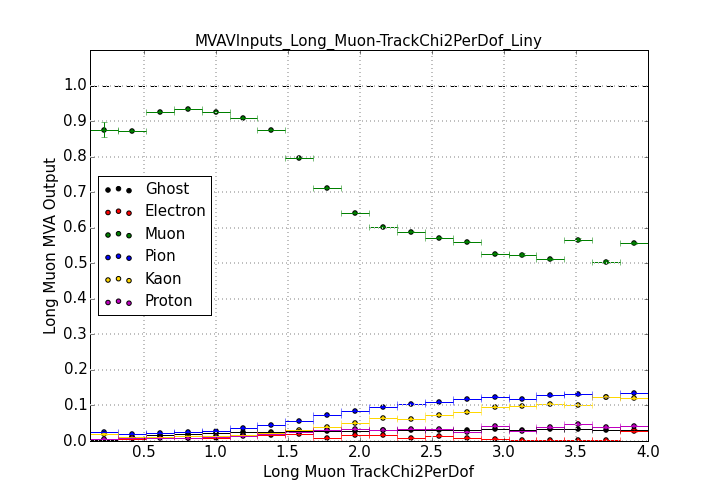 MVAVInputs_Long_Muon-TrackChi2PerDof_Liny
1.0
0.9
0.8
0.7
0.6
0.5
0.4
0.3
0.2
0.1
0.0
Long Muon MVA Output
Ghost
Electron
Muon
Pion
Kaon
Proton
0.5 1.0 1.5 2.0 2.5 3.0 3.5 4.0
Long Muon TrackChi2PerDof